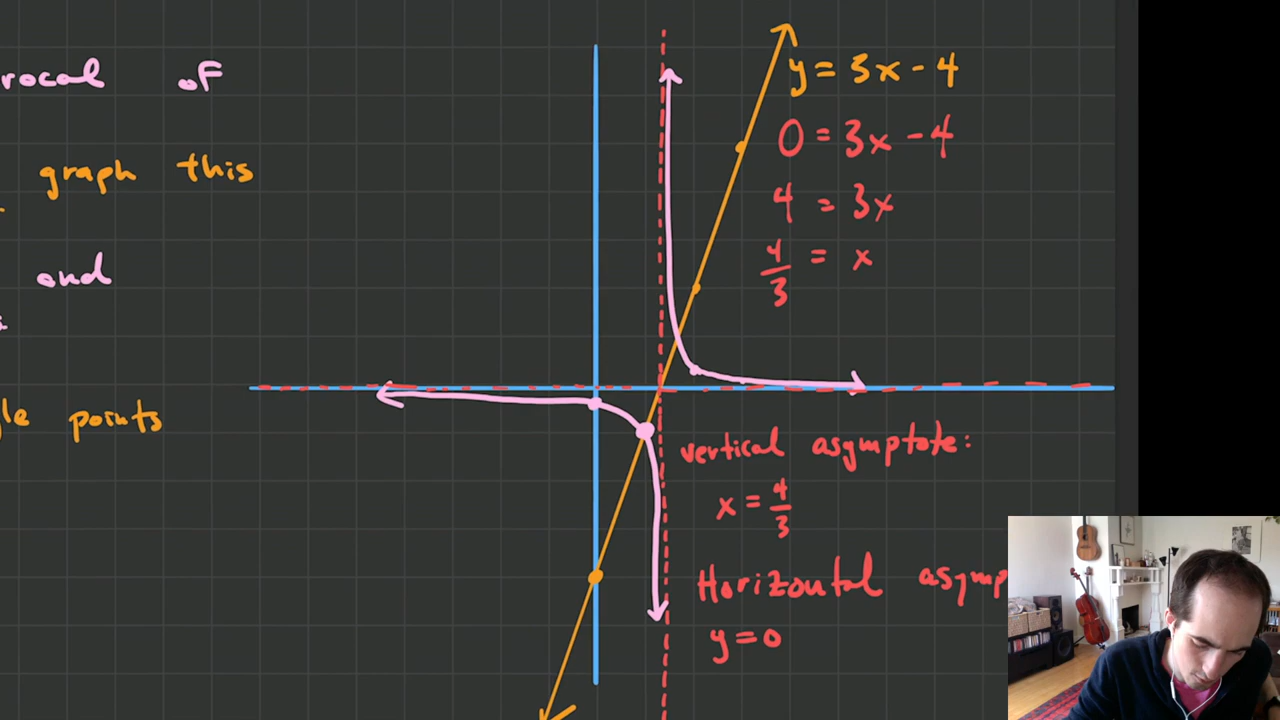 rocal of
graph this
and
le points
y = 3x - 4
0 = 3x - 4
4 = 3x
4/3 = x
vertical asymptote:
x = 4/3
Horizontal asymp
y = 0